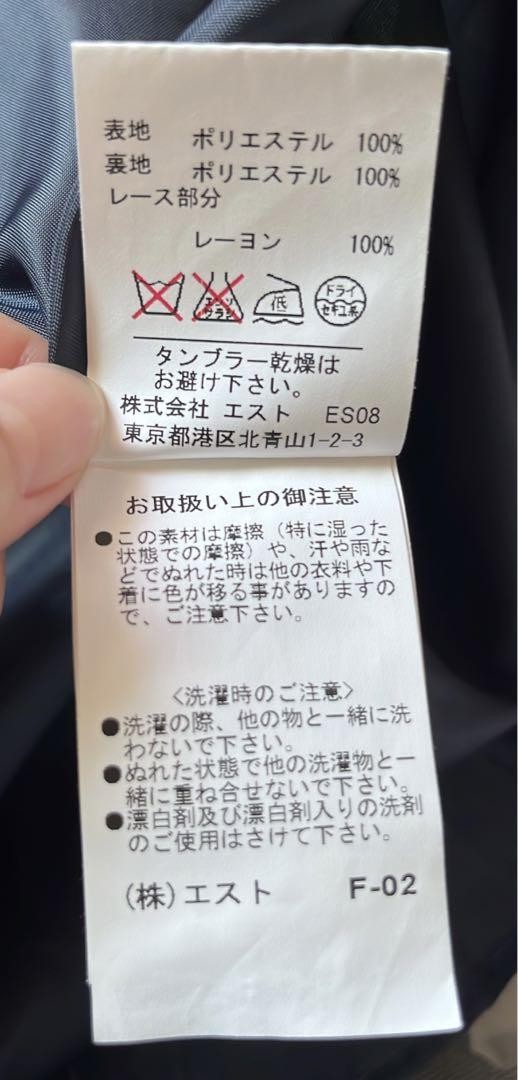 表地 ポリエステル 100%
裏地 ポリエステル 100%
レース部分
レーヨン 100%
エンソ
サラシ
低
ドライ
セキユ系
タンブラー乾燥は
お避け下さい。
株式会社 エスト ES08
東京都港区北青山1-2-3
お取扱い上の御注意
●この素材は摩擦（特に湿った
状態での摩擦）や、汗や雨な
どでぬれた時は他の衣料や下
着に色が移る事がありますの
で、ご注意下さい。
〈洗濯時のご注意〉
●洗濯の際、他の物と一緒に洗
わないで下さい。
●ぬれた状態で他の洗濯物と一
緒に重ね合せないで下さい。
●漂白剤及び漂白剤入りの洗剤
のご使用はさけて下さい。
(株)エスト F-02